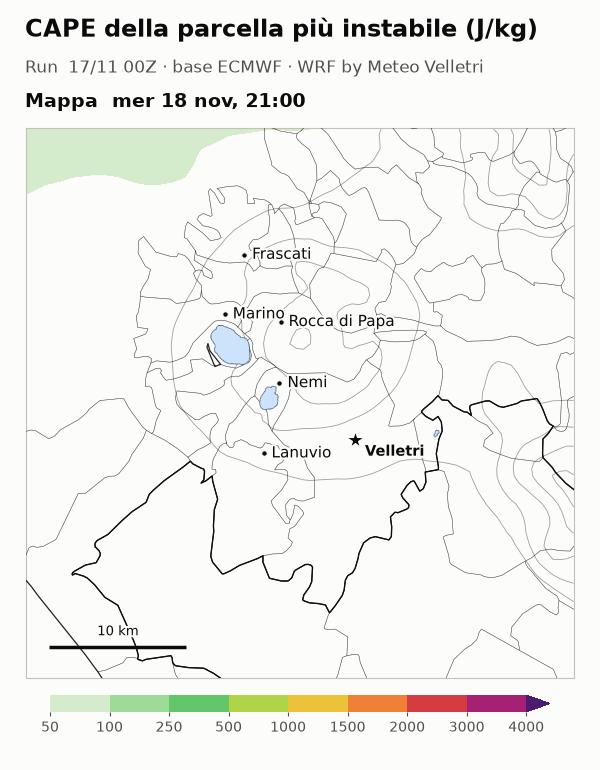 CAPE della parcella più instabile (J/kg)
Run  17/11 00Z · base ECMWF · WRF by Meteo Velletri
Mappa  mer 18 nov, 21:00
Frascati
Marino
Rocca di Papa
Nemi
Velletri
Lanuvio
10 km
50 100 250 500 1000 1500 2000 3000 4000